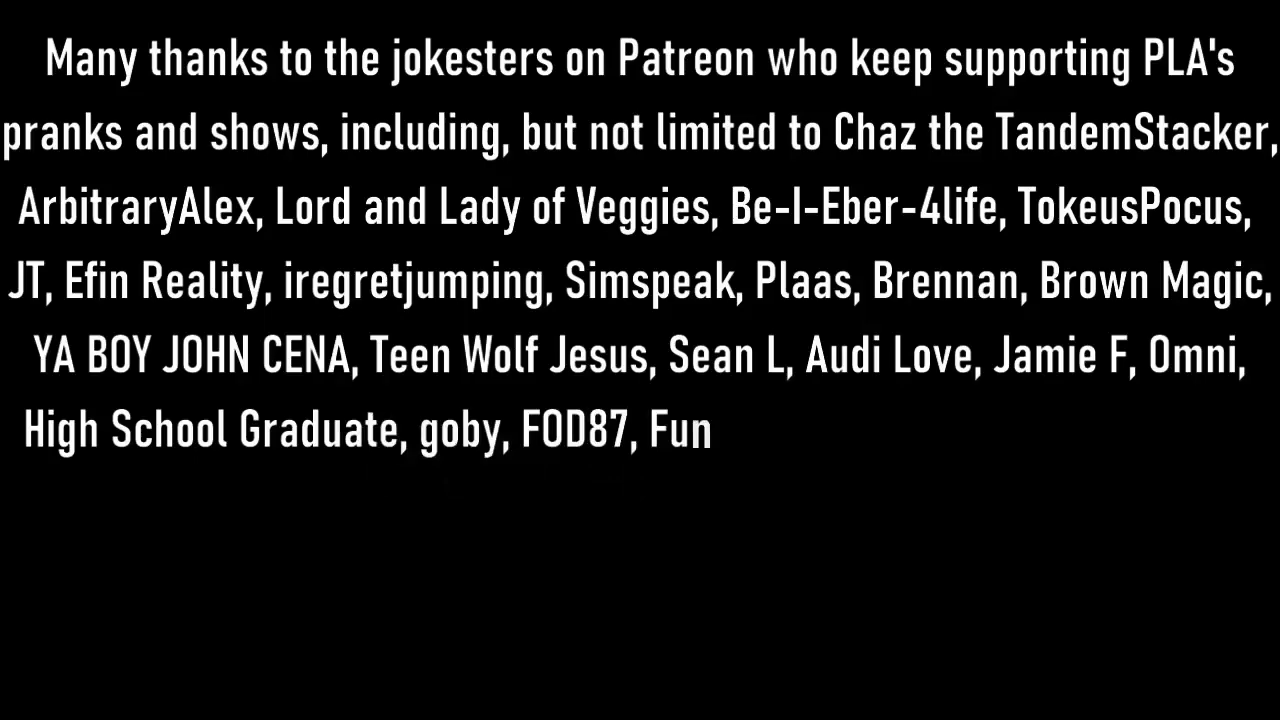 Many thanks to the jokesters on Patreon who keep supporting PLA's
pranks and shows, including, but not limited to Chaz the TandemStacker,
ArbitraryAlex, Lord and Lady of Veggies, Be-I-Eber-4life, TokeusPocus,
JT, Efin Reality, iregretjumping, Simspeak, Plaas, Brennan, Brown Magic,
YA BOY JOHN CENA, Teen Wolf Jesus, Sean L, Audi Love, Jamie F, Omni,
High School Graduate, goby, FOD87, Fun